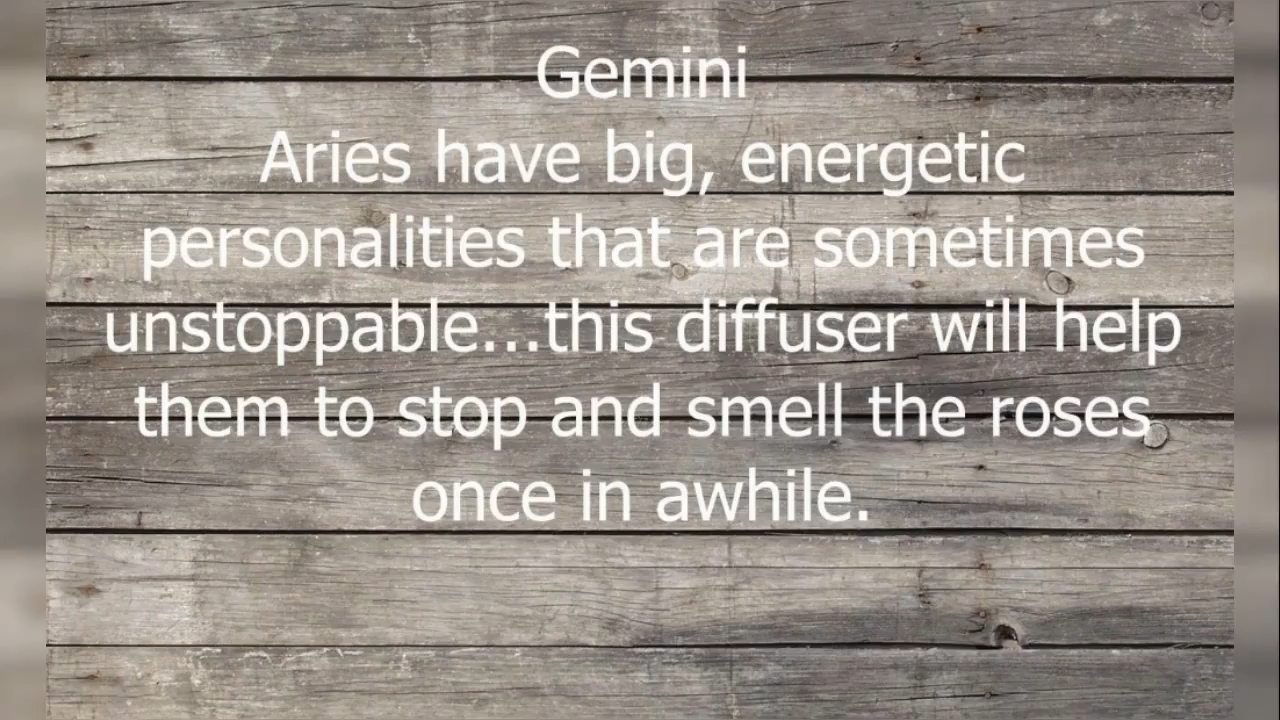 Gemini
Aries have big, energetic
personalities that are sometimes
unstoppable...this diffuser will help
them to stop and smell the roses
once in awhile.